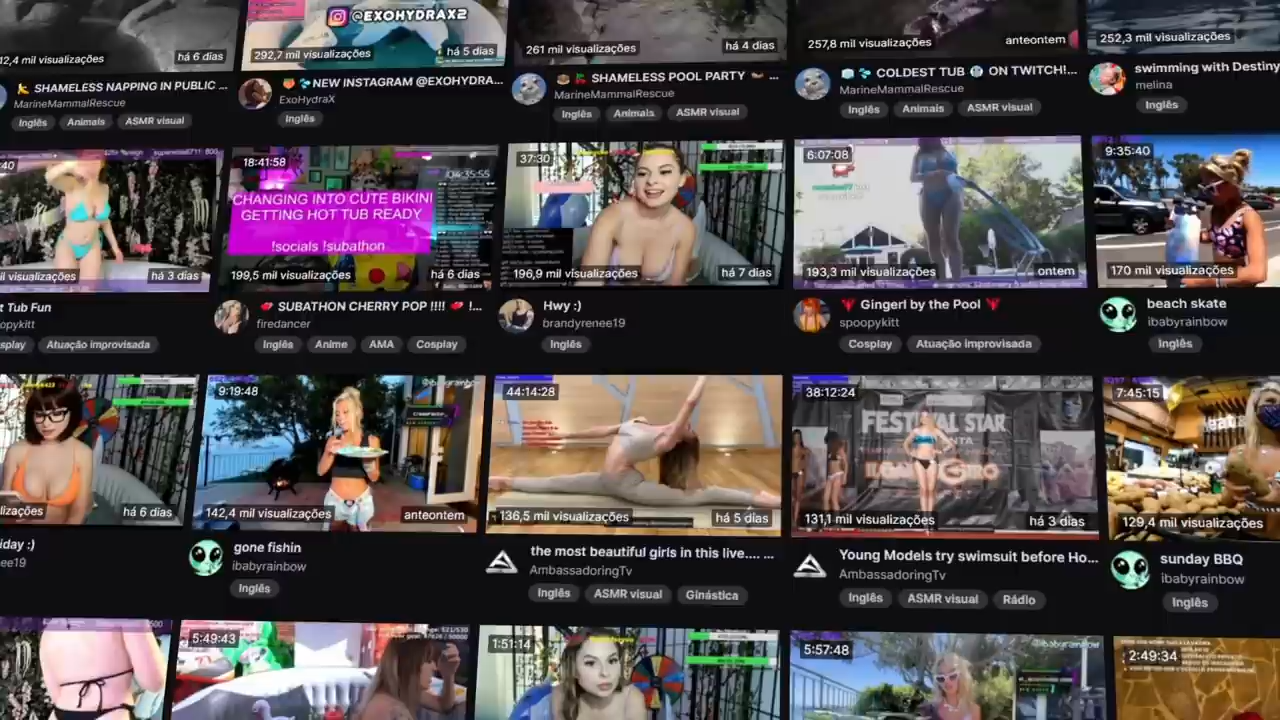 @EXOHYDRAX2
12,4 mil visualizações
há 6 dias
292,7 mil visualizações
há 5 dias
261 mil visualizações
há 4 dias
257,8 mil visualizações
anteontem
252,3 mil visualizações
SHAMELESS NAPPING IN PUBLIC ...
MarineMammalRescue
Inglês
Animais
ASMR visual
NEW INSTAGRAM @EXOHYDRA...
ExoHydraX
Inglês
SHAMELESS POOL PARTY ...
MarineMammalRescue
Inglês
Animais
ASMR visual
COLDEST TUB ON TWITCH!...
MarineMammalRescue
Inglês
Animais
ASMR visual
swimming with Destiny
melina
Inglês
:40
il visualizações
há 3 dias
18:41:58
04:35:55
CHANGING INTO CUTE BIKINI
GETTING HOT TUB READY
!socials !subathon
199,5 mil visualizações
há 6 dias
37:30
196,9 mil visualizações
há 7 dias
6:07:08
193,3 mil visualizações
ontem
9:35:40
170 mil visualizações
t Tub Fun
opykitt
splay
Atuação improvisada
SUBATHON CHERRY POP !!!! !...
firedancer
Inglês
Anime
AMA
Cosplay
Hwy :)
brandyrenee19
Inglês
Gingerl by the Pool
spoopykitt
Cosplay
Atuação improvisada
beach skate
ibabyrainbow
Inglês
lizações
há 6 dias
9:19:48
142,4 mil visualizações
anteontem
44:14:28
136,5 mil visualizações
há 5 dias
38:12:24
FESTIVAL STAR
131,1 mil visualizações
há 3 dias
7:45:15
129,4 mil visualizações
iday :)
ee19
gone fishin
ibabyrainbow
Inglês
the most beautiful girls in this live.... ...
AmbassadoringTv
Inglês
ASMR visual
Ginástica
Young Models try swimsuit before Ho...
AmbassadoringTv
Inglês
ASMR visual
Rádio
sunday BBQ
ibabyrainbow
Inglês
5:49:43
1:51:14
5:57:48
@ibabyrainbow
2:49:34